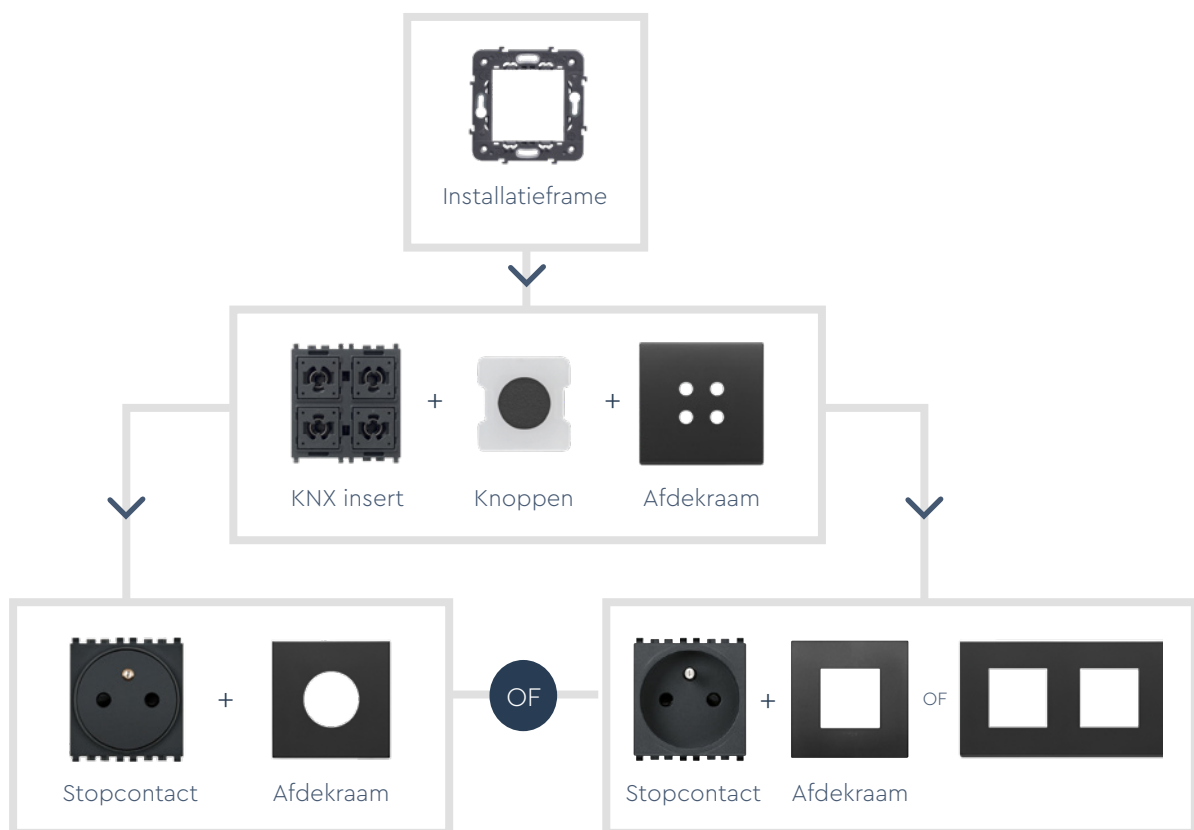 Installatieframe
+
+
KNX insert
Knoppen
Afdekraam
+
OF
+
OF
Stopcontact
Afdekraam
Stopcontact
Afdekraam